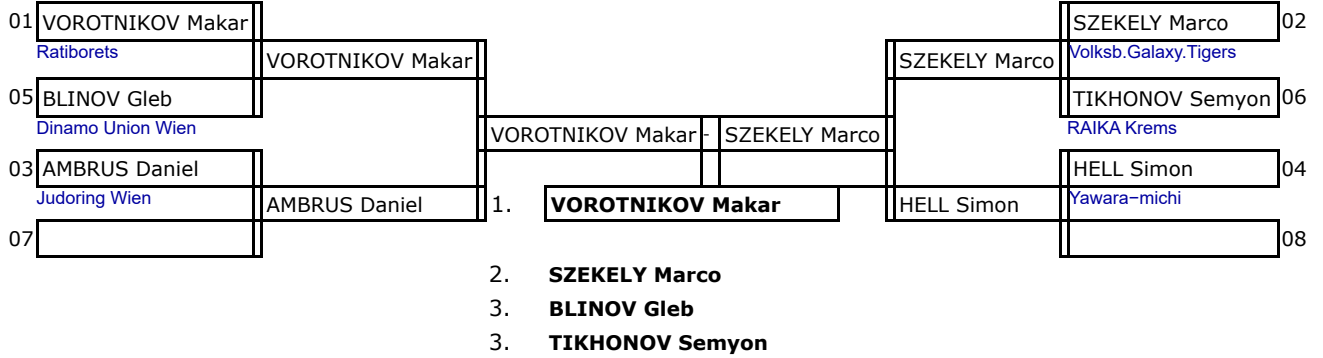 01 VOROTNIKOV Makar SZEKELY Marco 02
Ratiborets VOROTNIKOV Makar SZEKELY Marco Volksb.Galaxy.Tigers
05 BLINOV Gleb TIKHONOV Semyon 06
Dinamo Union Wien VOROTNIKOV Makar - SZEKELY Marco RAIKA Krems
03 AMBRUS Daniel HELL Simon 04
Judoring Wien AMBRUS Daniel 1. VOROTNIKOV Makar HELL Simon Yawara−michi
07 08
2. SZEKELY Marco
3. BLINOV Gleb
3. TIKHONOV Semyon